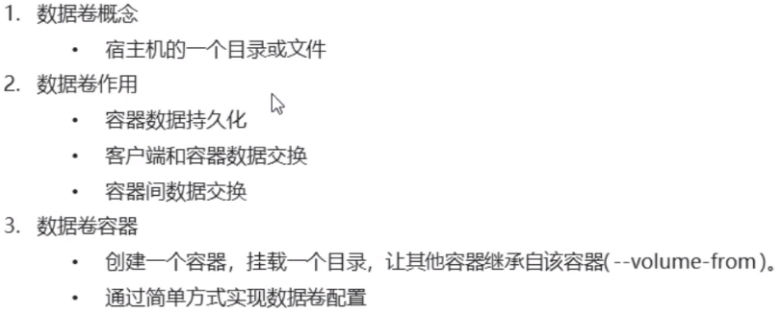 1. 数据卷概念
• 宿主机的一个目录或文件
2. 数据卷作用
• 容器数据持久化
• 客户端和容器数据交换
• 容器间数据交换
3. 数据卷容器
• 创建一个容器，挂载一个目录，让其他容器继承自该容器( --volume-from )。
• 通过简单方式实现数据卷配置